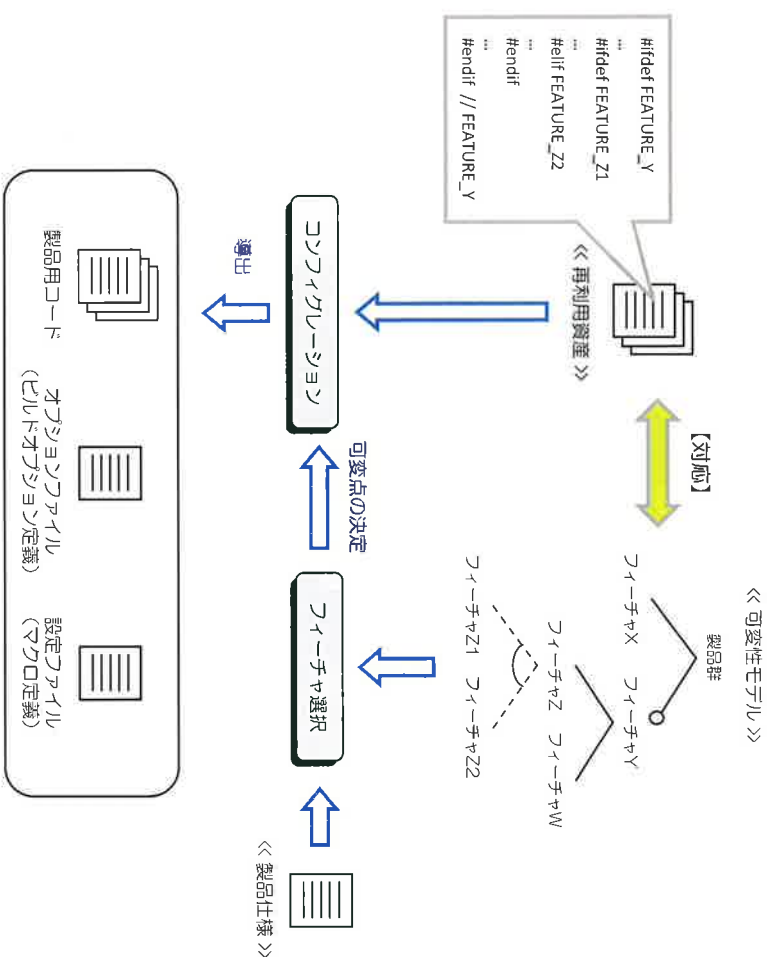 #ifdef FEATURE_Y
...
#ifdef FEATURE_Z1
...
#elif FEATURE_Z2
...
#endif
...
#endif // FEATURE_Y
<< 再利用資産 >>
【対応】
<< 可変性モデル >>
製品群
フィーチャX
フィーチャY
フィーチャZ
フィーチャW
フィーチャZ1
フィーチャZ2
コンフィグレーション
可変点の決定
フィーチャ選択
<< 製品仕様 >>
導出
製品用コード
オプションファイル
(ビルドオプション定義)
設定ファイル
(マクロ定義)